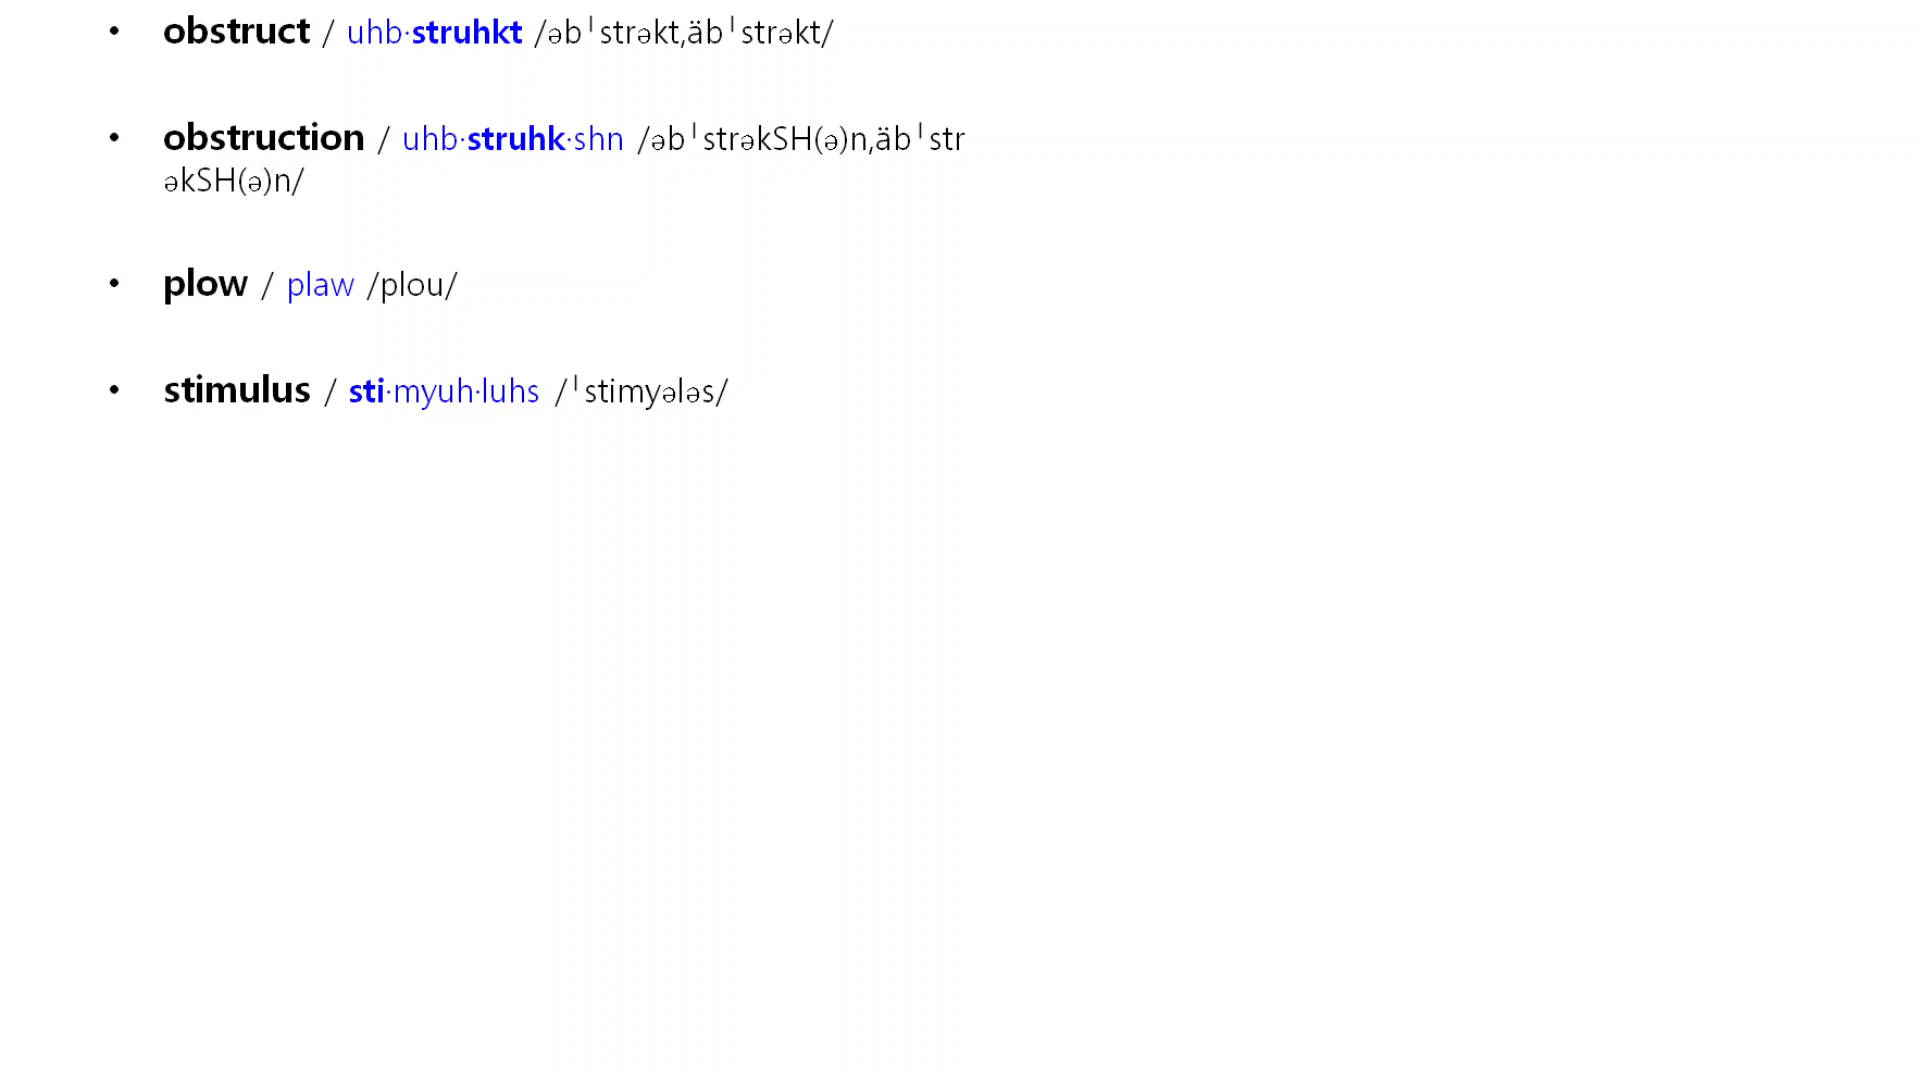 • obstruct / uhb·struhkt /əbˈstrəkt,äbˈstrəkt/
• obstruction / uhb·struhk·shn /əbˈstrəkSH(ə)n,äbˈstr
əkSH(ə)n/
• plow / plaw /plou/
• stimulus / sti·myuh·luhs /ˈstimyələs/